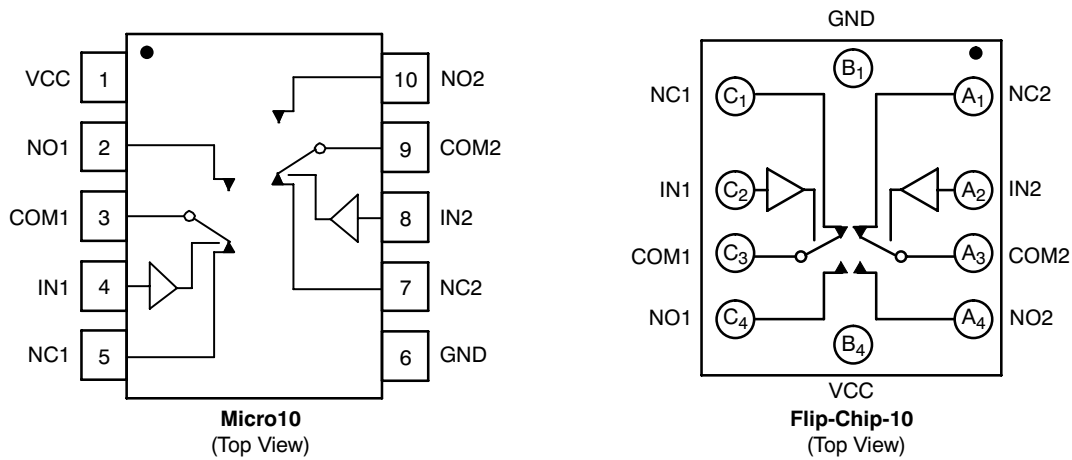 VCC 1
NO1 2
COM1 3
IN1 4
NC1 5
10 NO2
9 COM2
8 IN2
7 NC2
6 GND
Micro10
(Top View)
GND
B1
NC1 C1 A1 NC2
IN1 C2 A2 IN2
COM1 C3 A3 COM2
NO1 C4 A4 NO2
B4
VCC
Flip-Chip-10
(Top View)